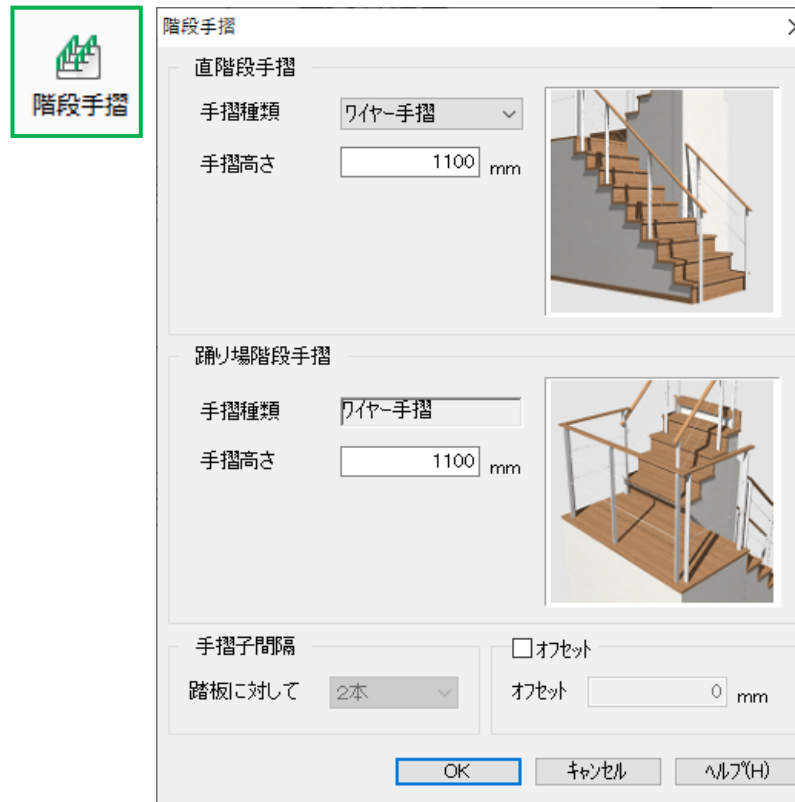 階段手摺
階段手摺
直階段手摺
手摺種類
ワイヤー手摺
手摺高さ
1100 mm
踊り場階段手摺
手摺種類
ワイヤー手摺
手摺高さ
1100 mm
手摺子間隔
踏板に対して
2本
オフセット
オフセット
0 mm
OK
キャンセル
ヘルプ(H)